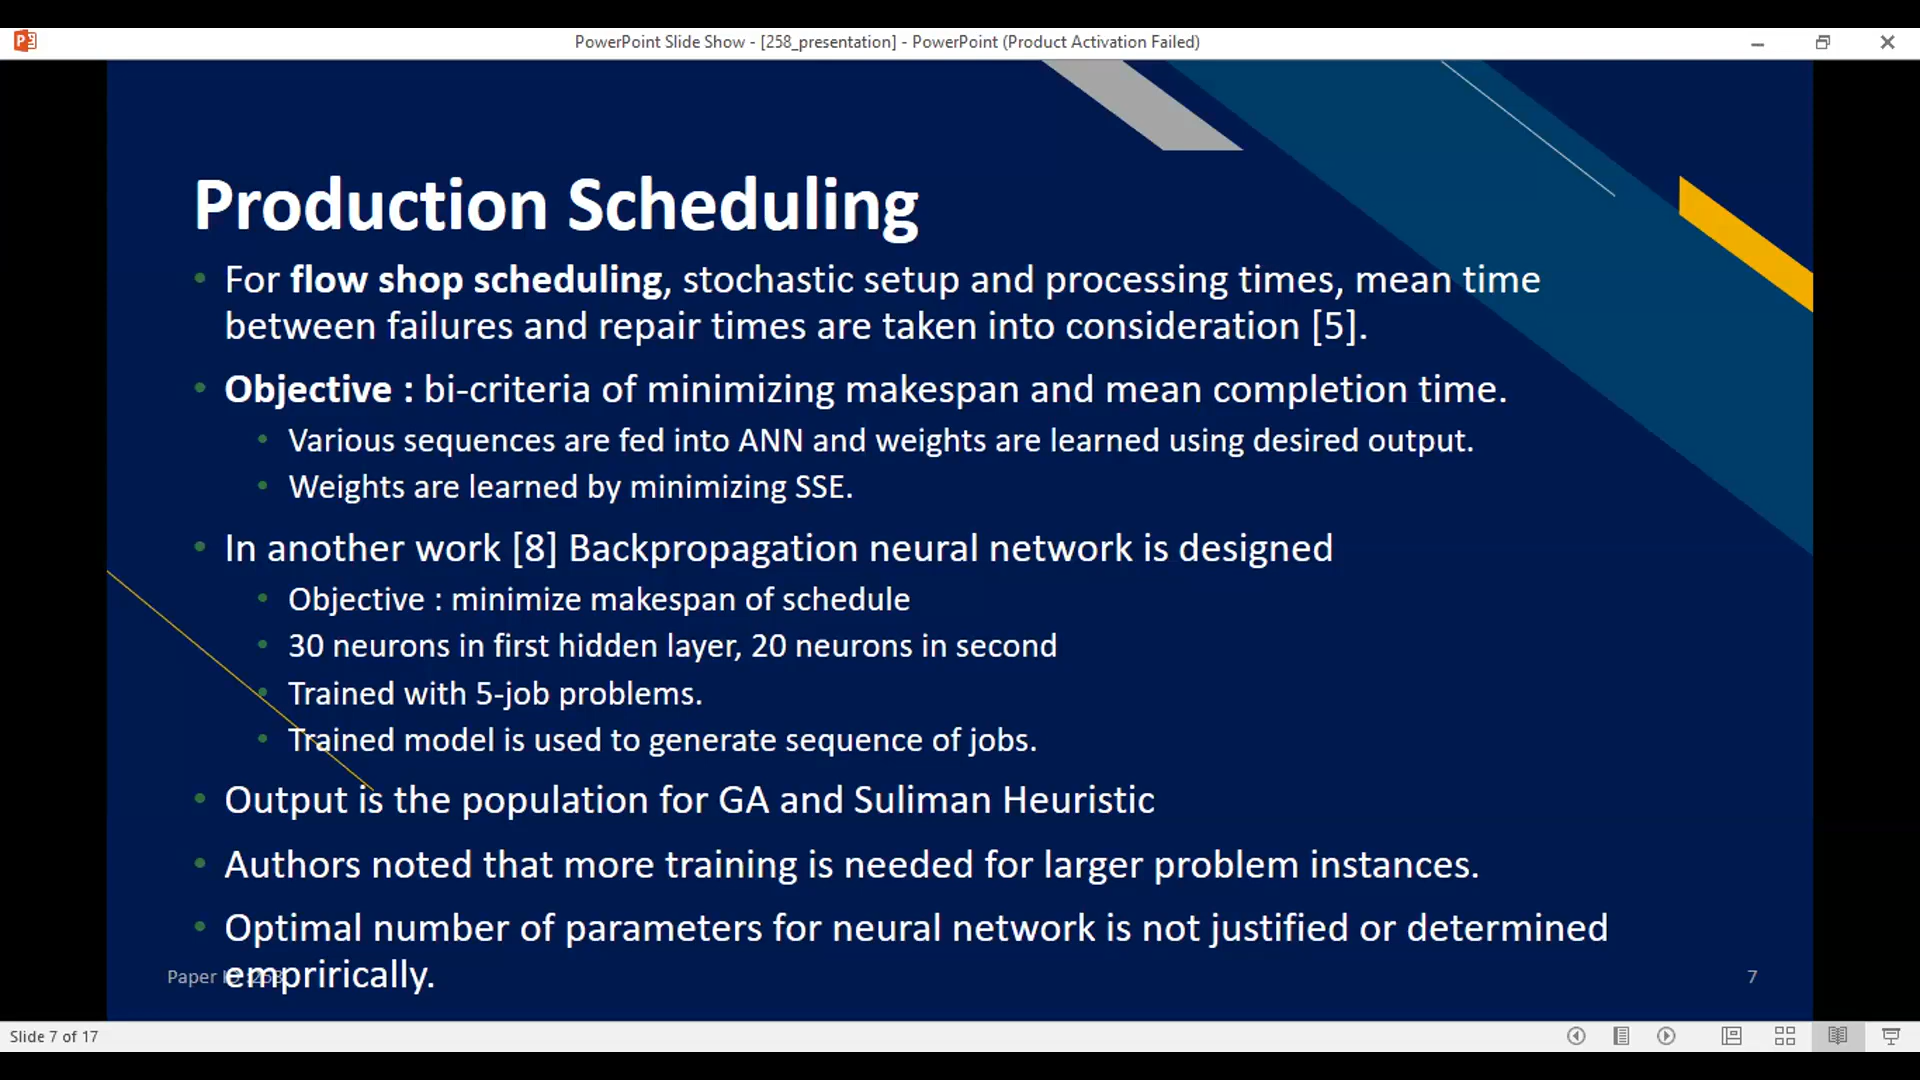 PowerPoint Slide Show - [258_presentation] - PowerPoint (Product Activation Failed)
Production Scheduling
• For flow shop scheduling, stochastic setup and processing times, mean time
between failures and repair times are taken into consideration [5].
• Objective : bi-criteria of minimizing makespan and mean completion time.
• Various sequences are fed into ANN and weights are learned using desired output.
• Weights are learned by minimizing SSE.
• In another work [8] Backpropagation neural network is designed
• Objective : minimize makespan of schedule
• 30 neurons in first hidden layer, 20 neurons in second
• Trained with 5-job problems.
• Trained model is used to generate sequence of jobs.
• Output is the population for GA and Suliman Heuristic
• Authors noted that more training is needed for larger problem instances.
• Optimal number of parameters for neural network is not justified or determined
emprirically.
Paper
7
Slide 7 of 17